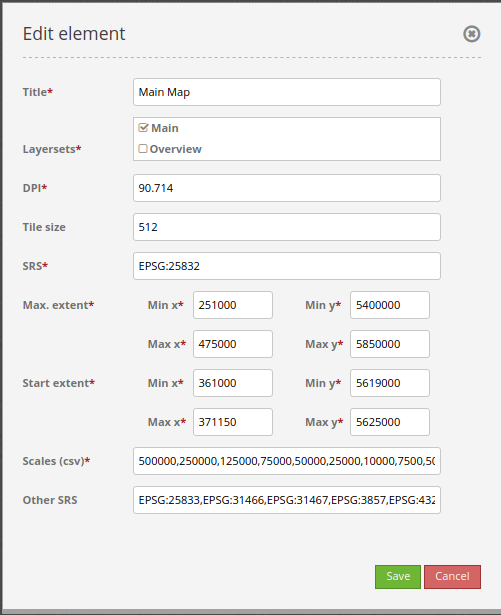 Edit element
Title* Main Map
Main
Layersets*
Overview
DPI* 90.714
Tile size 512
SRS* EPSG:25832
Max. extent* Min x* 251000 Min y* 5400000
Max x* 475000 Max y* 5850000
Start extent* Min x* 361000 Min y* 5619000
Max x* 371150 Max y* 5625000
Scales (csv)* 500000,250000,125000,75000,50000,25000,10000,7500,50
Other SRS EPSG:25833,EPSG:31466,EPSG:31467,EPSG:3857,EPSG:432
Save Cancel